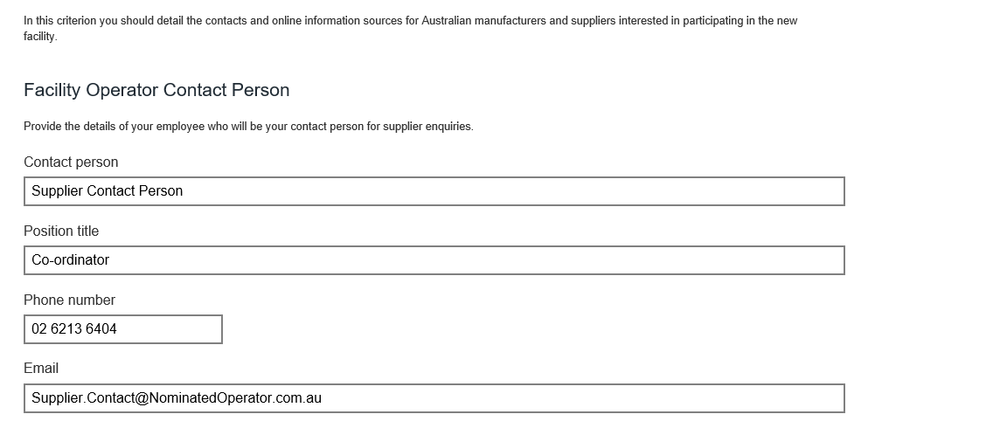 In this criterion you should detail the contacts and online information sources for Australian manufacturers and suppliers interested in participating in the new
facility.
Facility Operator Contact Person
Provide the details of your employee who will be your contact person for supplier enquiries.
Contact person
Supplier Contact Person
Position title
Co-ordinator
Phone number
02 6213 6404
Email
Supplier.Contact@NominatedOperator.com.au